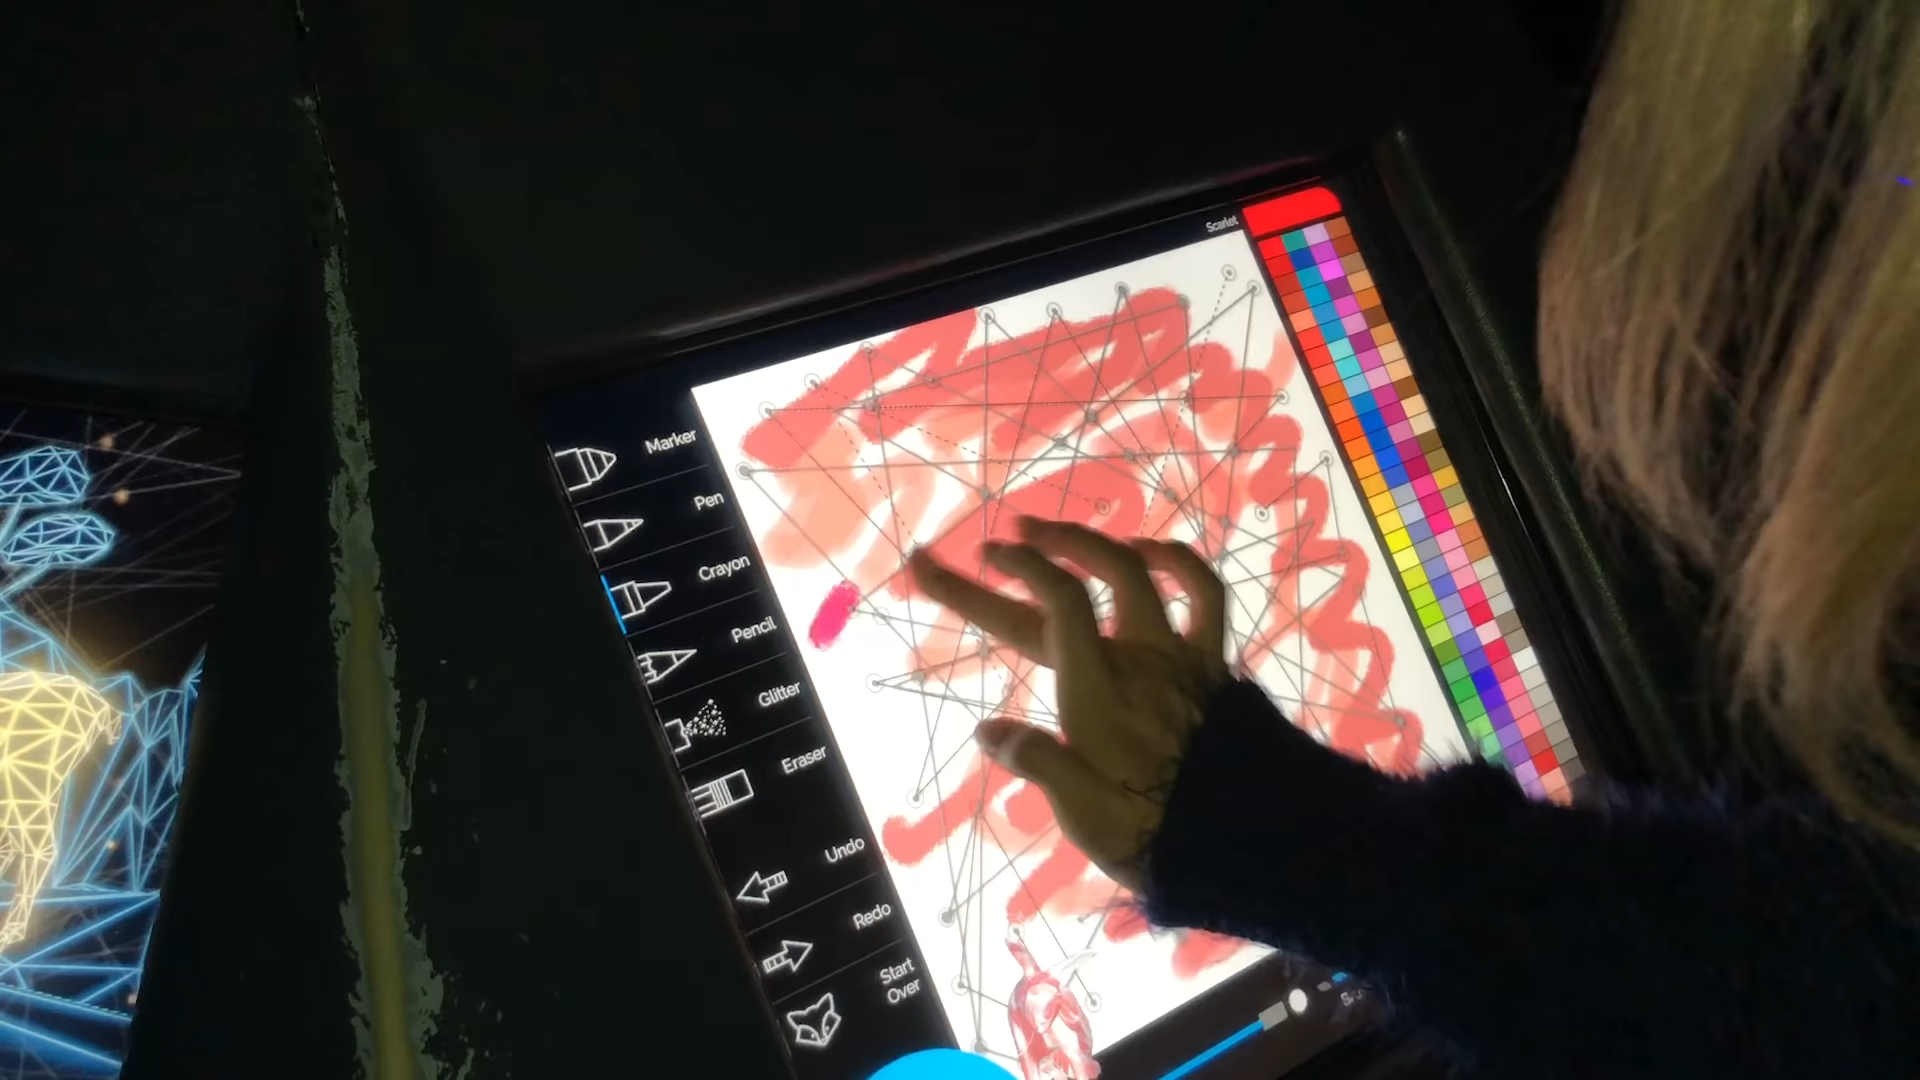 Scarlet
Marker
Pen
Crayon
Pencil
Glitter
Eraser
Undo
Redo
Start
Over